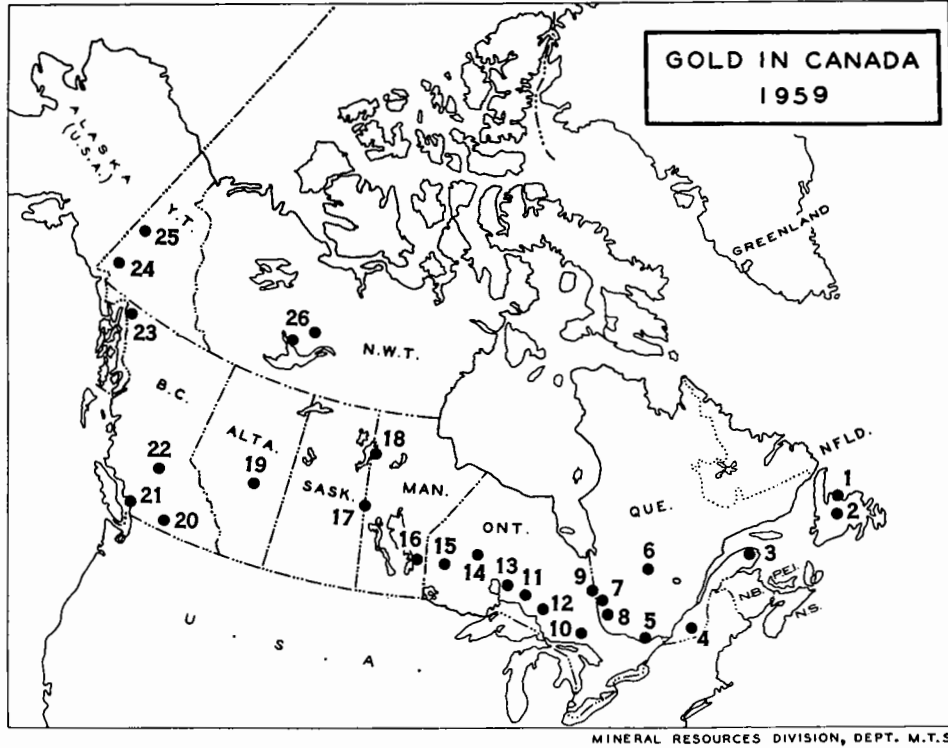 GOLD IN CANADA
1959
ALASKA
(U.S.A.)
Y.T.
25
24
GREENLAND
23
26
N.W.T.
B.C.
ALTA.
18
NFLD.
22
19
SASK.
MAN.
1
21
QUE.
2
20
17
ONT.
16
15
14
6
3
13
11
9
7
P.E.I.
N.B.
12
8
N.S.
10
5
4
U. S. A.
MINERAL RESOURCES DIVISION, DEPT. M.T.S